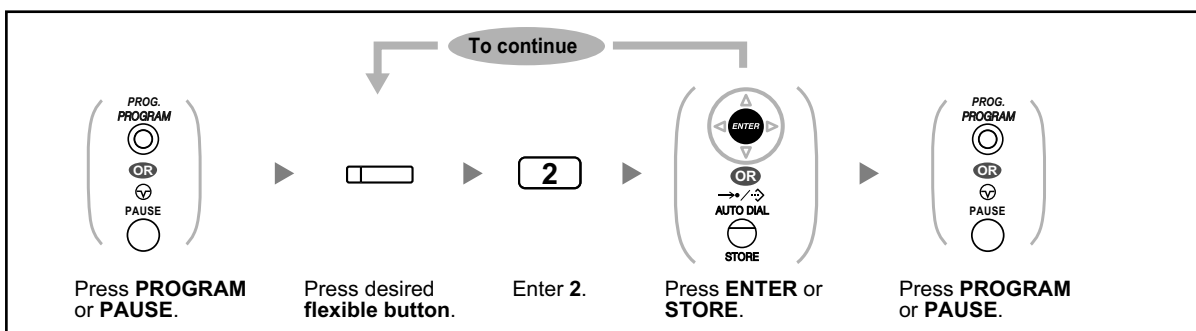 To continue
PROG.
PROGRAM
OR
PAUSE
2
ENTER
OR
AUTO DIAL
STORE
PROG.
PROGRAM
OR
PAUSE
Press PROGRAM
or PAUSE.
Press desired
flexible button.
Enter 2.
Press ENTER or
STORE.
Press PROGRAM
or PAUSE.